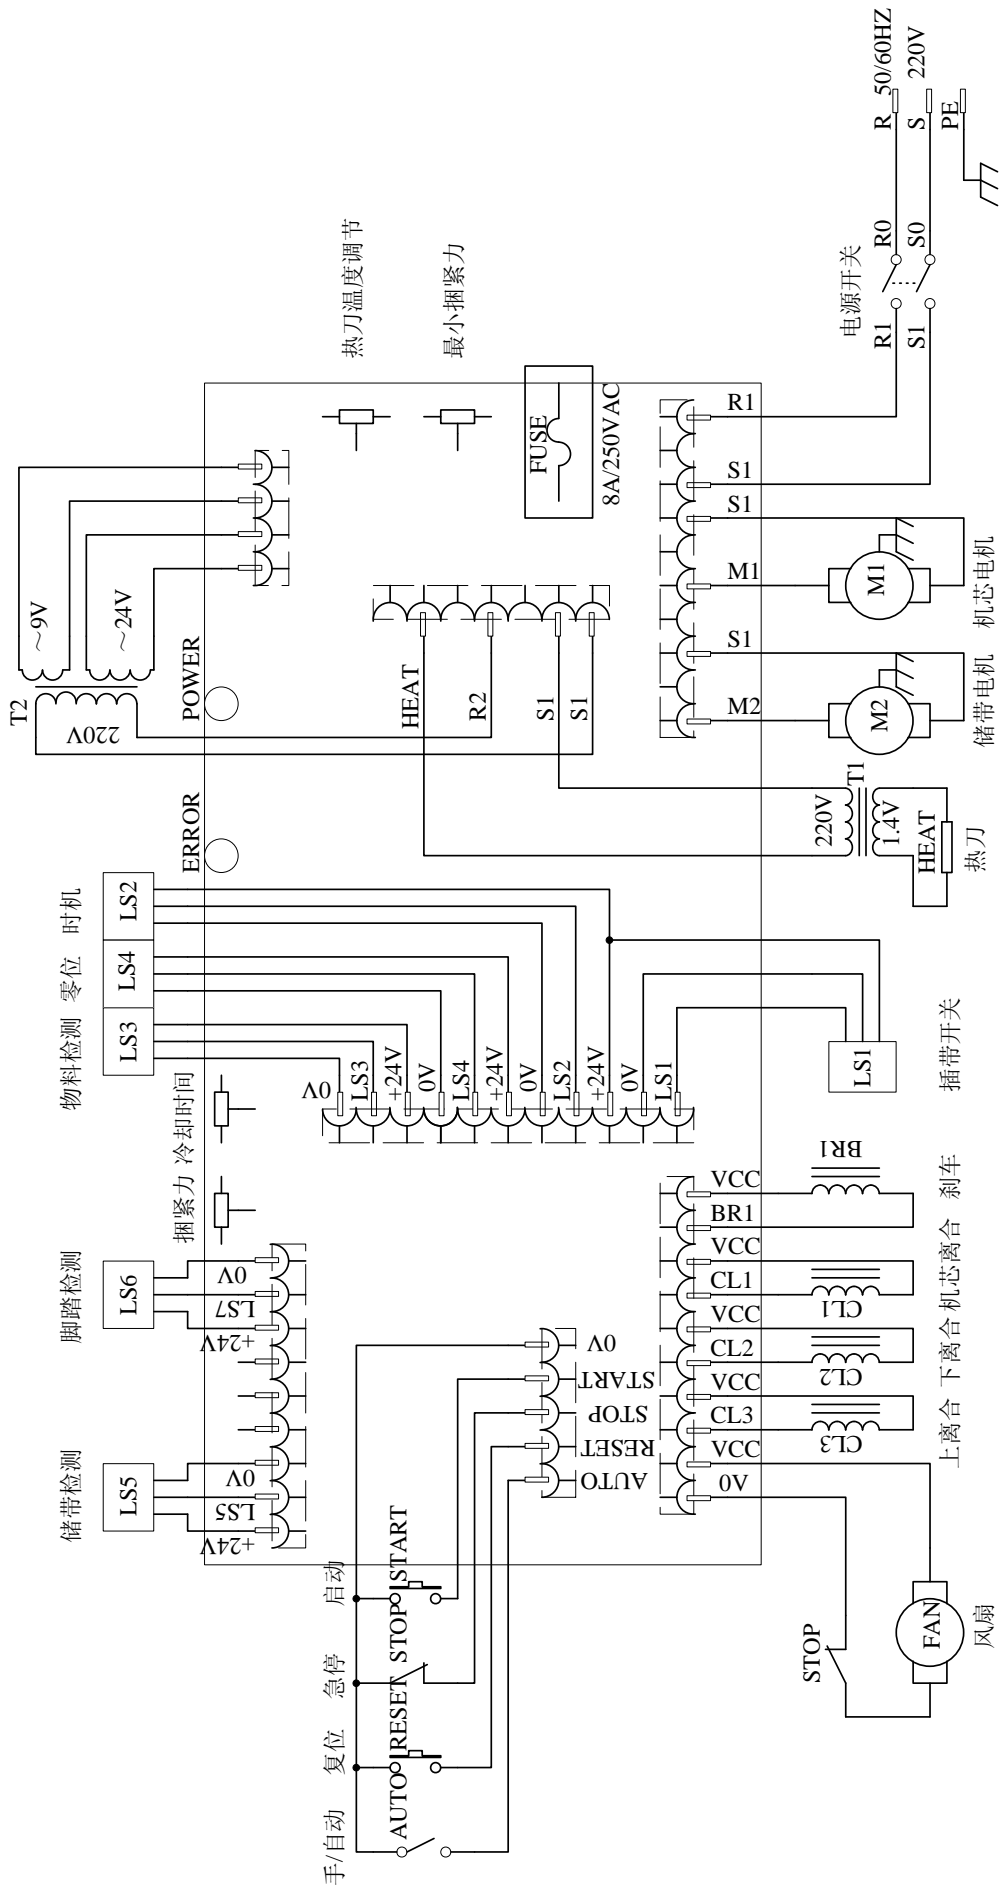 手/自动
复位
急停
启动
AUTO
RESET
STOP
START
储带检测
LS5
+24V
LS5
0V
脚踏检测
LS6
+24V
LS7
0V
捆紧力
冷却时间
物料检测
零位
时机
LS3
LS4
LS2
ERROR
POWER
T2
220V
~9V
~24V
热刀温度调节
最小捆紧力
FUSE
8A/250VAC
AUTO
RESET
STOP
START
0V
0V
LS3
+24V
0V
LS4
+24V
0V
LS2
+24V
0V
LS1
HEAT
R2
S1
S1
0V
VCC
CL3
VCC
CL2
VCC
CL1
VCC
BR1
VCC
M2
S1
M1
S1
S1
R1
STOP
FAN
风扇
CL3
CL2
CL1
BR1
上离合
下离合
机芯离合
刹车
LS1
插带开关
220V
T1
1.4V
HEAT
热刀
M2
储带电机
M1
机芯电机
电源开关
R1
R0
R
50/60HZ
S1
S0
S
220V
PE